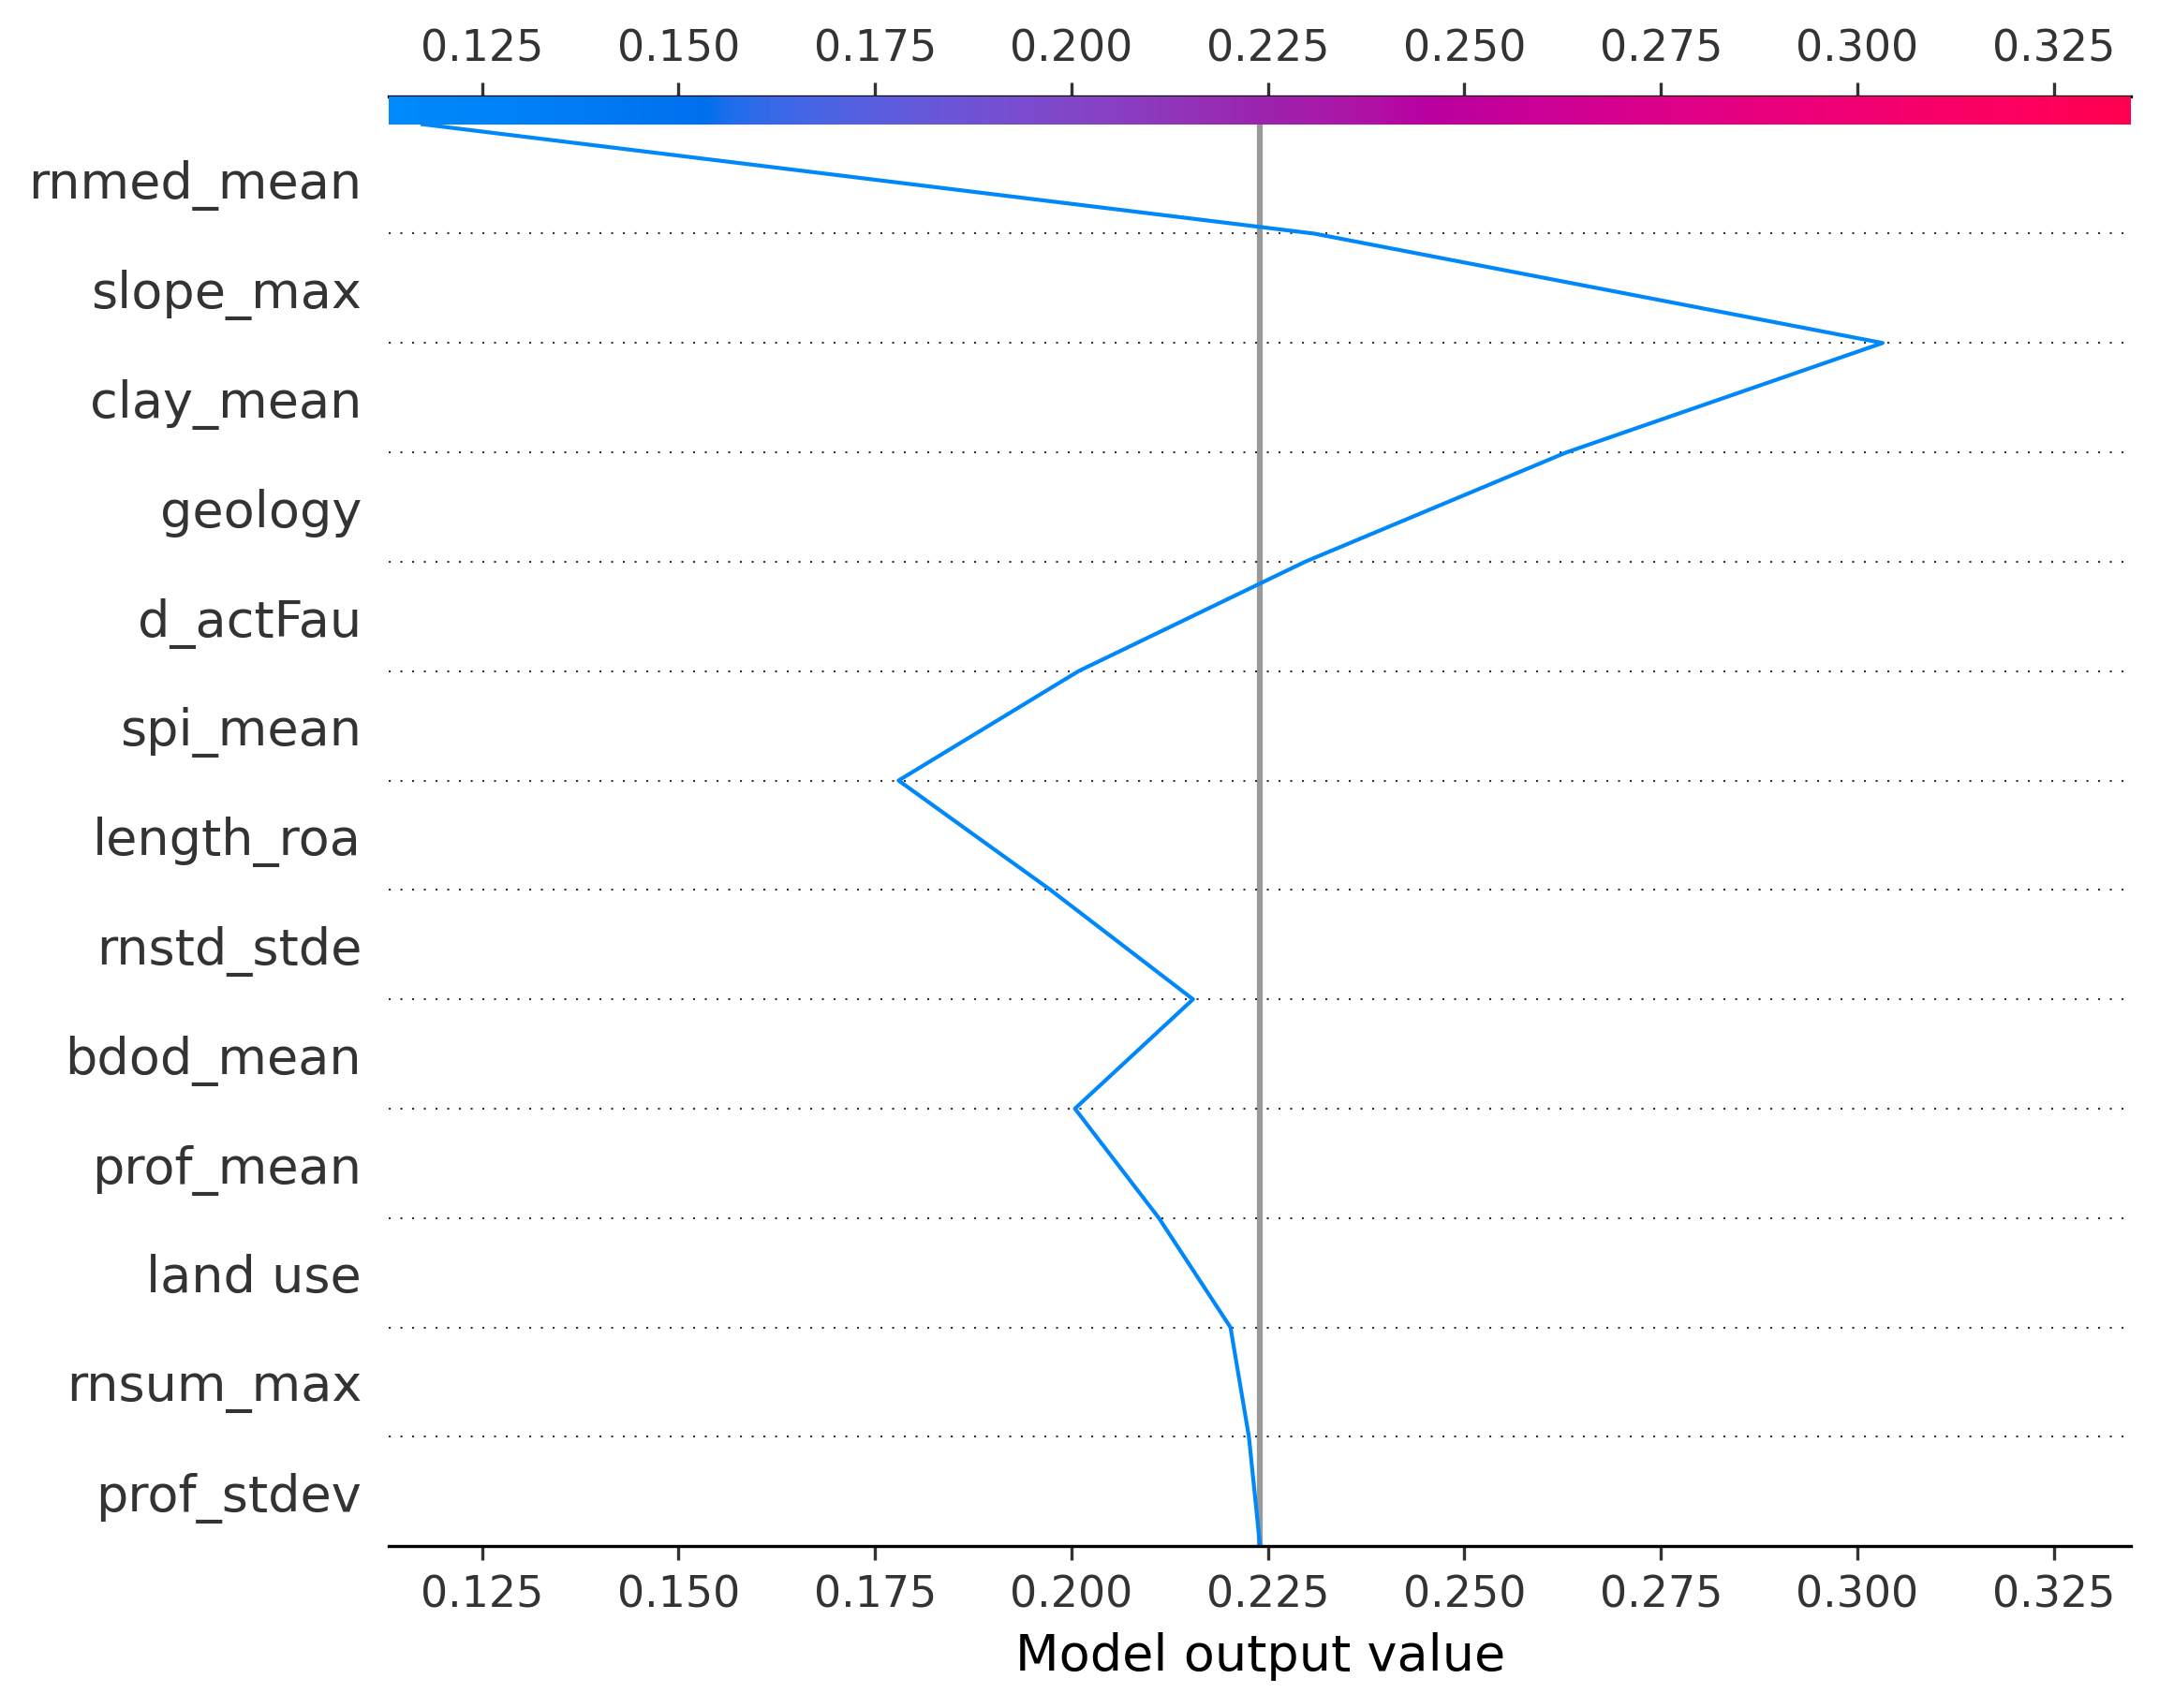 0.125 0.150 0.175 0.200 0.225 0.250 0.275 0.300 0.325
rnmed_mean
slope_max
clay_mean
geology
d_actFau
spi_mean
length_roa
rnstd_stde
bdod_mean
prof_mean
land use
rnsum_max
prof_stdev
0.125 0.150 0.175 0.200 0.225 0.250 0.275 0.300 0.325
Model output value